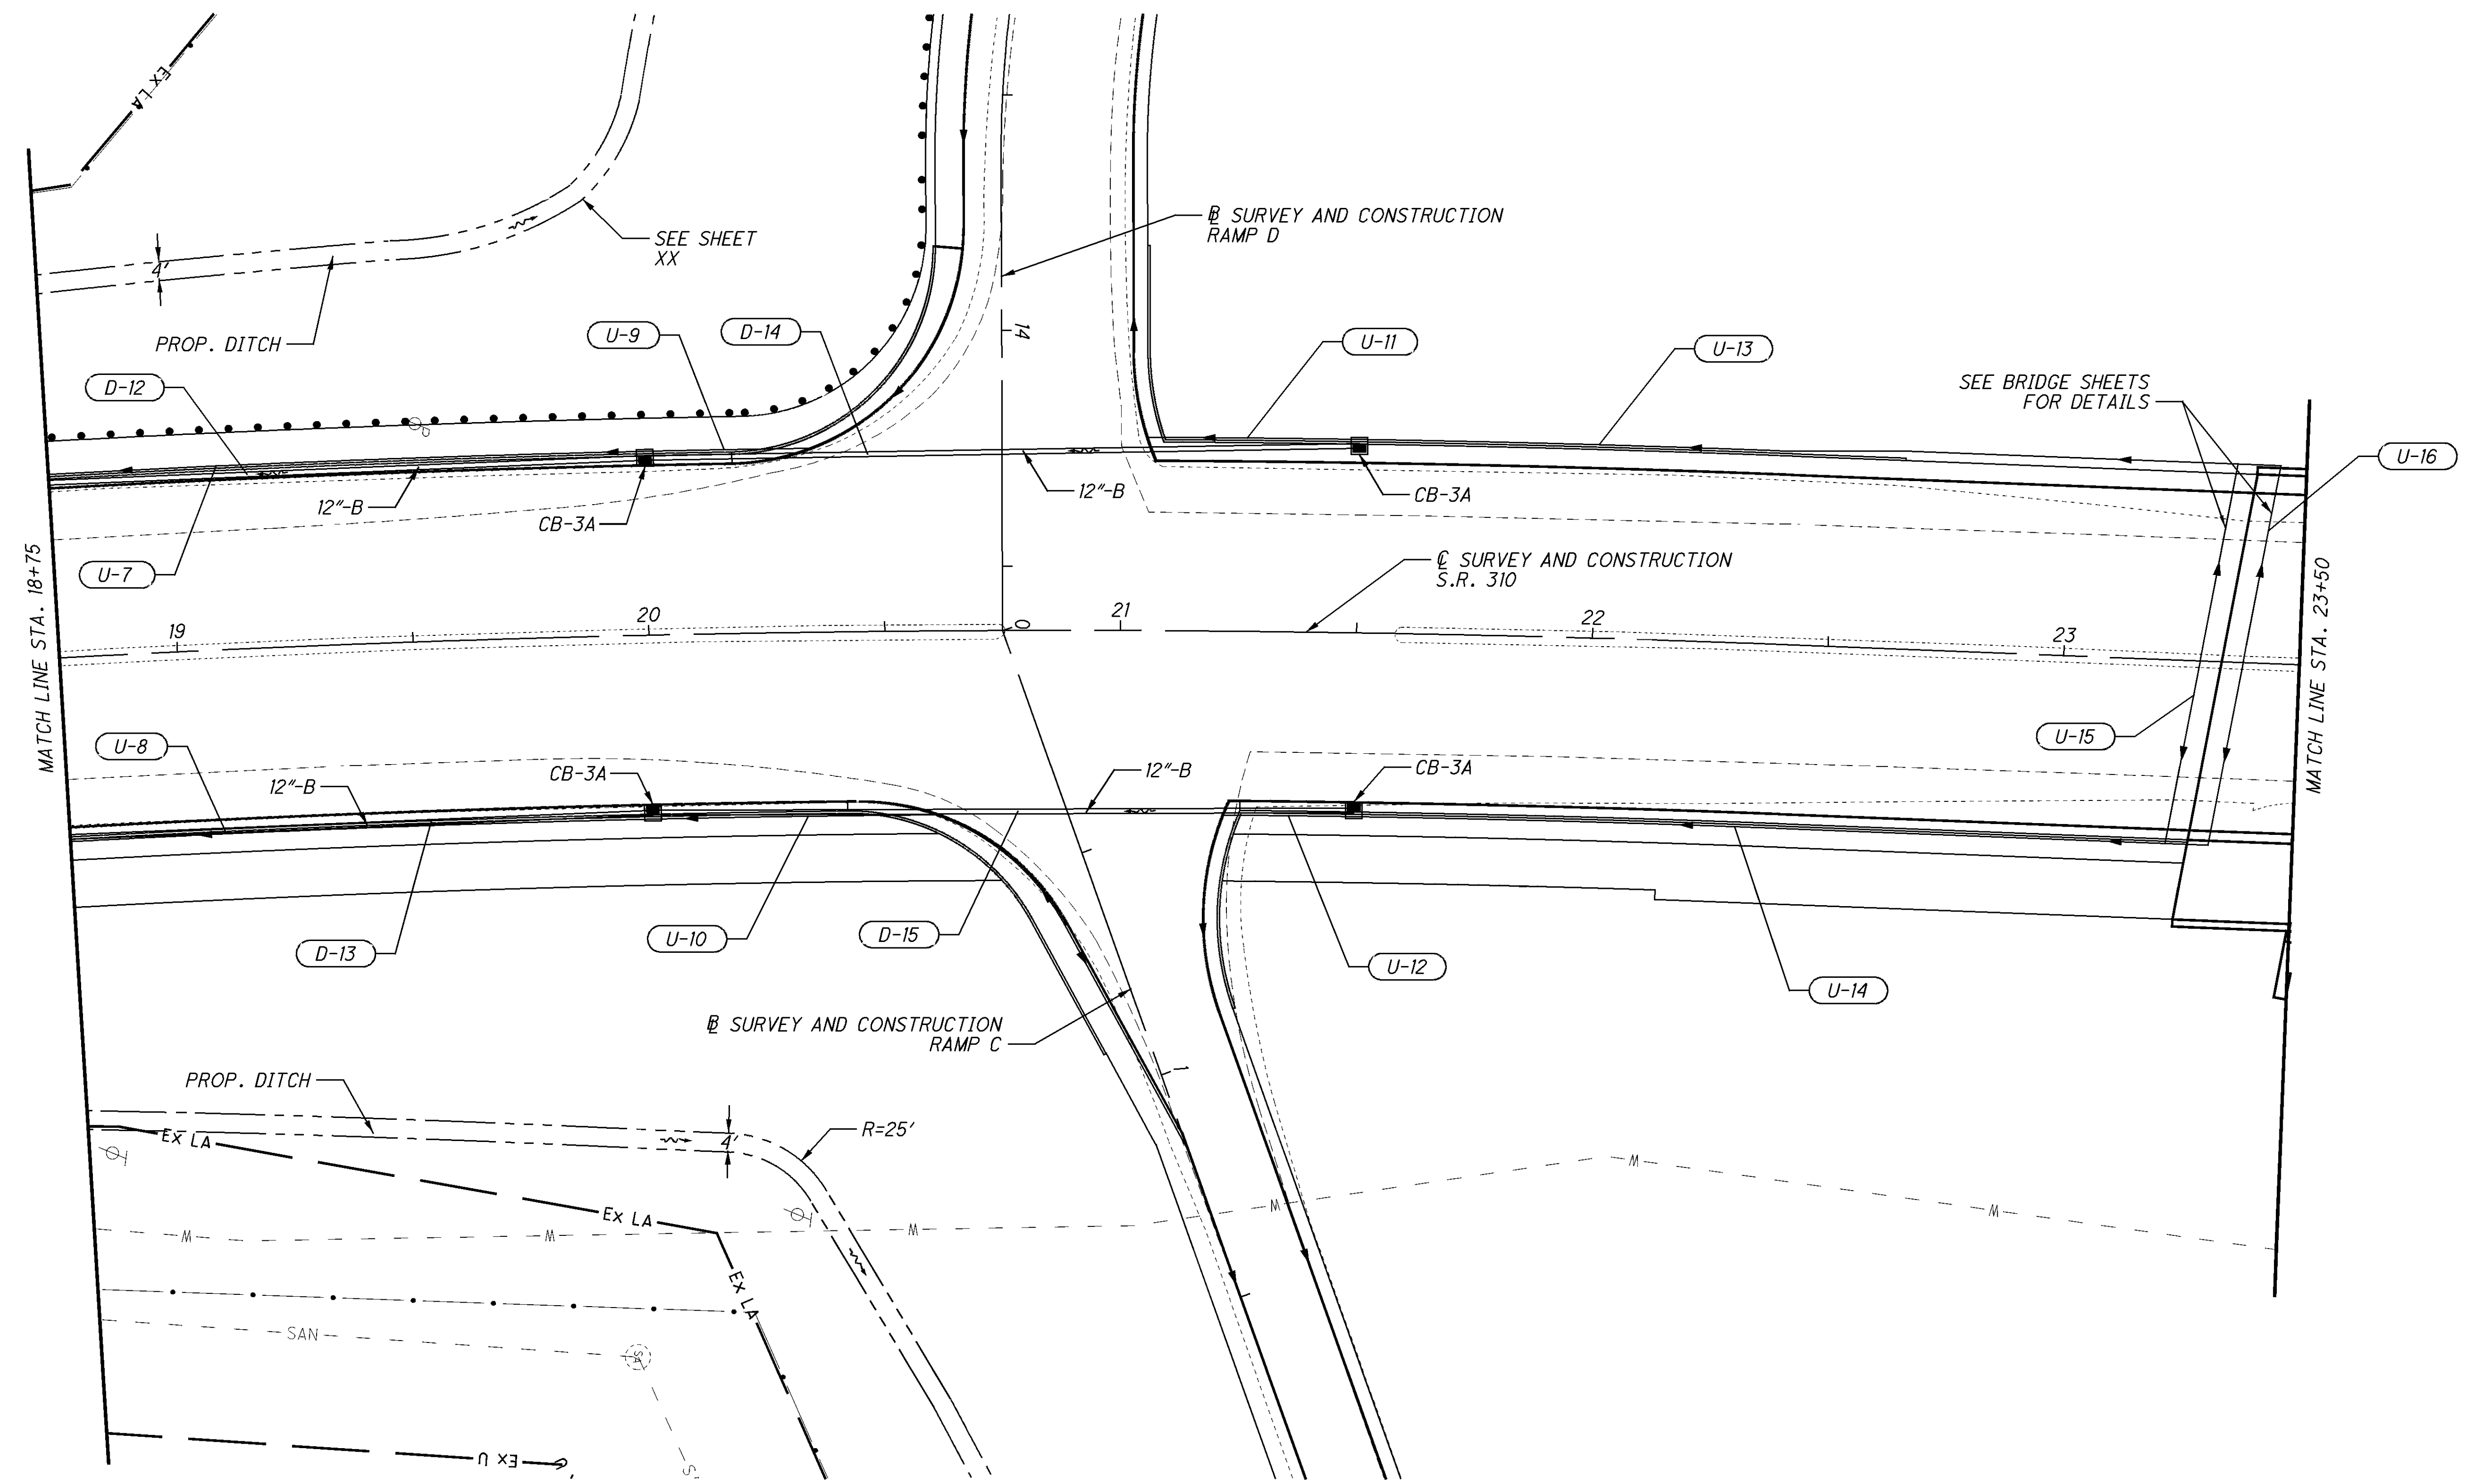 EX LA
SEE SHEET
XX
PROP. DITCH
4'
℄ SURVEY AND CONSTRUCTION
S.R. 310
SURVEY AND CONSTRUCTION
RAMP D
14
U-9
D-14
D-12
U-11
U-13
SEE BRIDGE SHEETS
FOR DETAILS
U-16
12"-B
CB-3A
12"-B
CB-3A
U-7
MATCH LINE STA. 18+75
MATCH LINE STA. 23+50
19
20
0
21
22
23
U-8
12"-B
CB-3A
12"-B
CB-3A
U-15
D-13
U-10
D-15
U-12
U-14
SURVEY AND CONSTRUCTION
RAMP C
1
PROP. DITCH
4'
R=25'
EX LA
EX LA
EX LA
W
W
W
W
W
W
SAN
SA
EX U